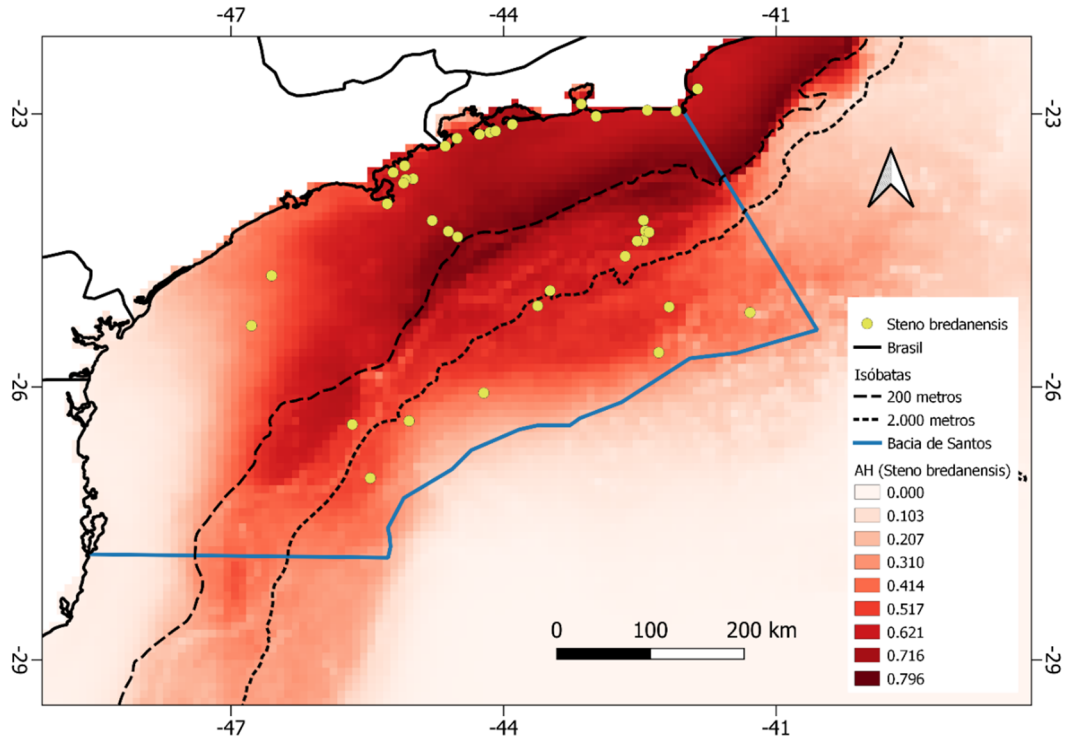 -47 -44 -41
-23 -23
-26 -26
-29 -29
Steno bredanensis
Brasil
Isóbatas
200 metros
2.000 metros
Bacia de Santos
AH (Steno bredanensis)
0.000
0.103
0.207
0.310
0.414
0.517
0.621
0.716
0.796
0 100 200 km
-47 -44 -41